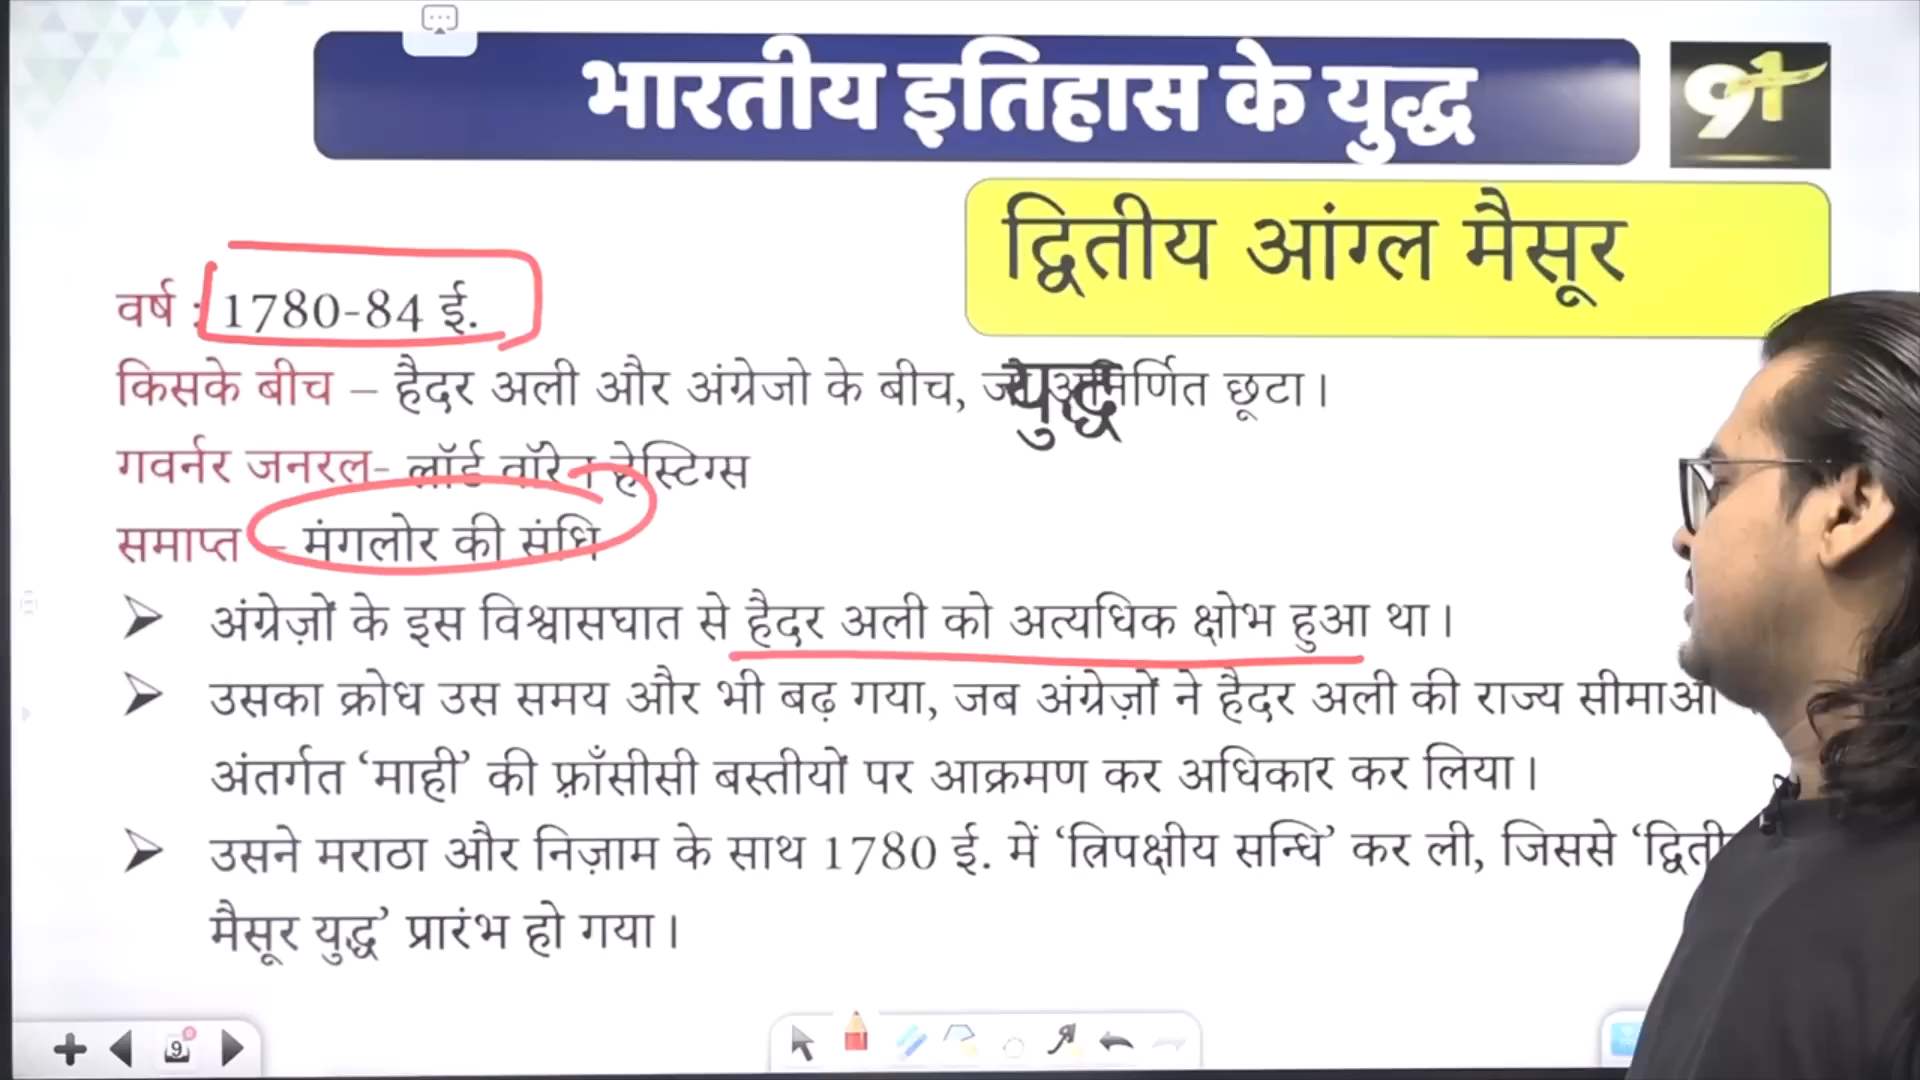 भारतीय इतिहास के युद्ध
91
द्वितीय आंग्ल मैसूर
युद्ध
वर्ष : 1780-84 ई.
किसके बीच – हैदर अली और अंग्रेजो के बीच, छूटा।
गवर्नर जनरल- लॉर्ड वॉरेन हेस्टिंग्स
समाप्त – मंगलोर की संधि
➢ अंग्रेज़ों के इस विश्वासघात से हैदर अली को अत्यधिक क्षोभ हुआ था।
➢ उसका क्रोध उस समय और भी बढ़ गया, जब अंग्रेज़ों ने हैदर अली की राज्य
अंतर्गत ‘माही’ की फ़्राँसीसी बस्तीयों पर आक्रमण कर अधिकार कर लिया।
➢ उसने मराठा और निज़ाम के साथ 1780 ई. में ‘त्रिपक्षीय सन्धि’ कर ली, जिससे
मैसूर युद्ध’ प्रारंभ हो गया।
9